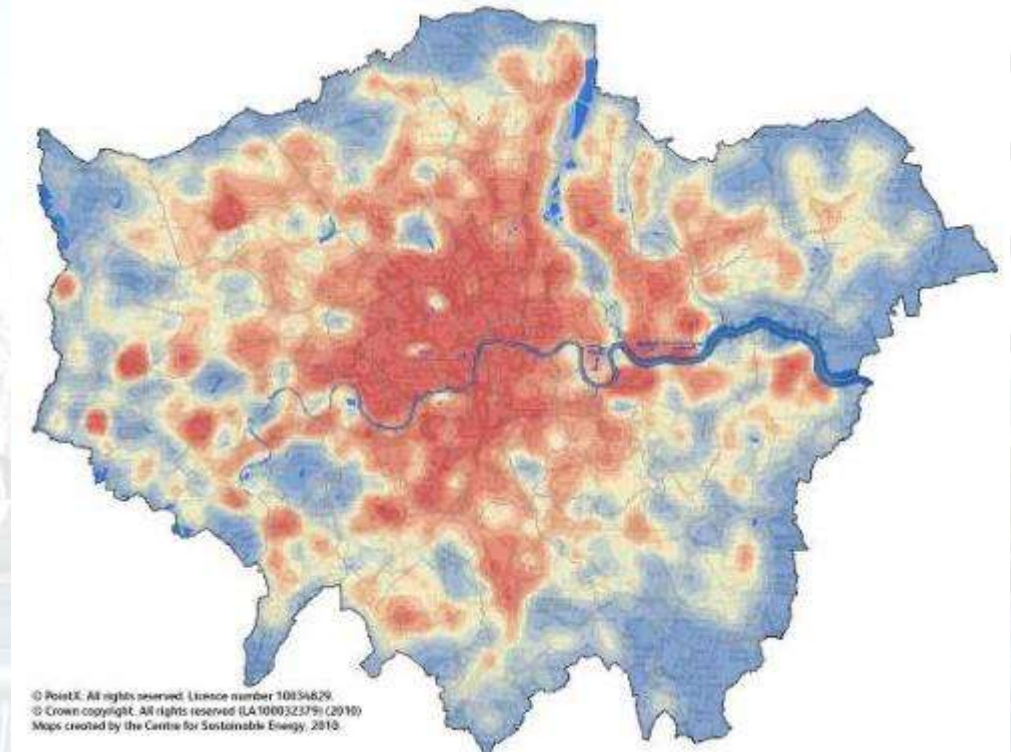 © PointX. All rights reserved. Licence number 10034829.
© Crown copyright. All rights reserved (LA100032379) (2010)
Maps created by the Centre for Sustainable Energy, 2010